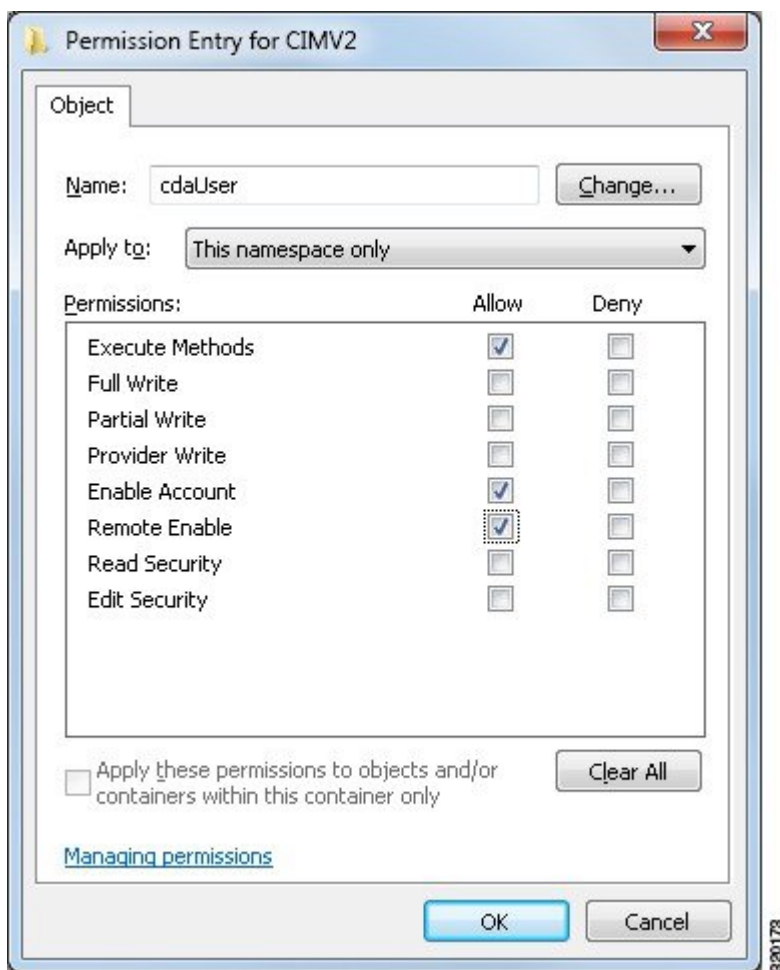 Permission Entry for CIMV2
Object
Name: cdaUser Change...
Apply to: This namespace only
Permissions: Allow Deny
Execute Methods
Full Write
Partial Write
Provider Write
Enable Account
Remote Enable
Read Security
Edit Security
Apply these permissions to objects and/or
containers within this container only
Clear All
Managing permissions
OK Cancel
320173